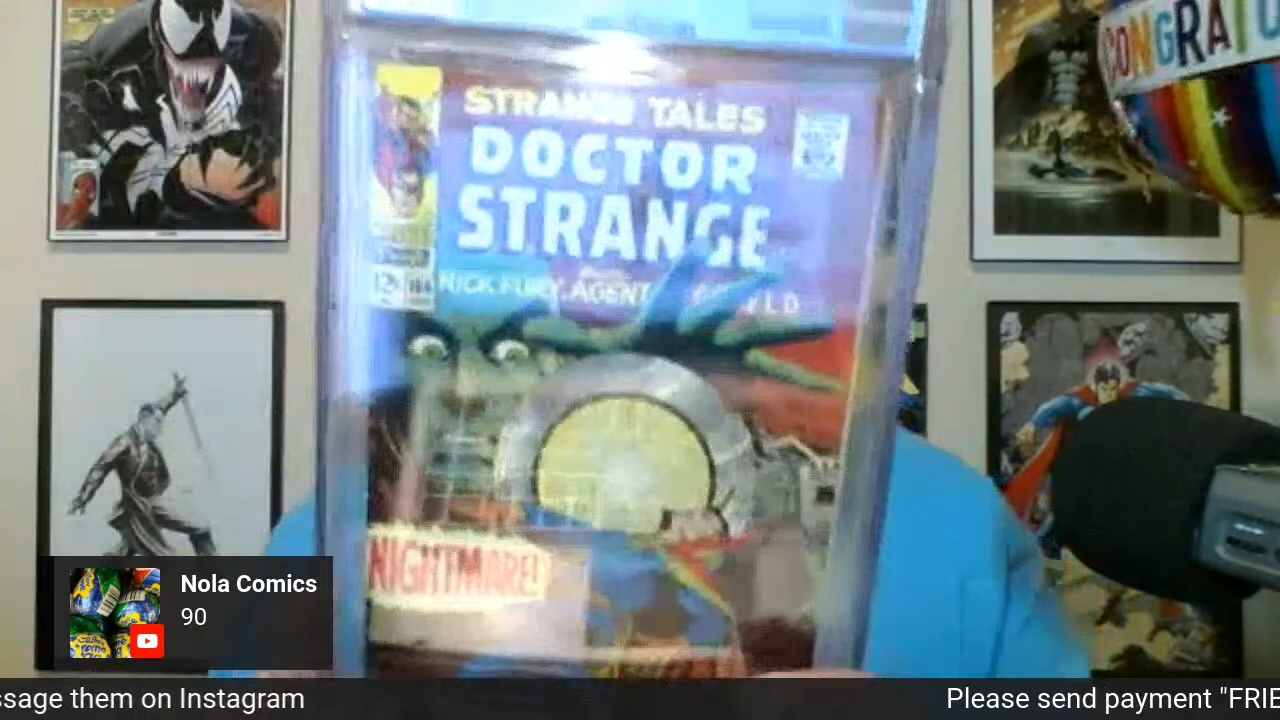 CONGRATU
STRANGE TALES
DOCTOR
STRANGE
12¢
NICK FURY, AGENT
NIGHTMARE!
Nola Comics
90
ssage them on Instagram
Please send payment "FRIE